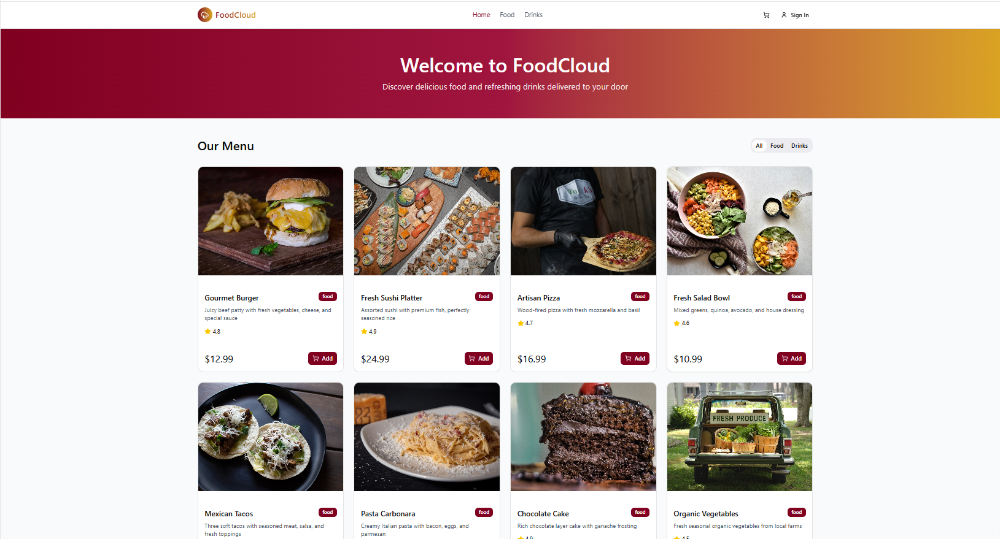 FoodCloud
Home Food Drinks
Sign In
Welcome to FoodCloud
Discover delicious food and refreshing drinks delivered to your door
Our Menu
All Food Drinks
Gourmet Burger
food
Juicy beef patty with fresh vegetables, cheese, and
special sauce
4.8
$12.99
Add
Fresh Sushi Platter
food
Assorted sushi with premium fish, perfectly
seasoned rice
4.9
$24.99
Add
Artisan Pizza
food
Wood-fired pizza with fresh mozzarella and basil
4.7
$16.99
Add
Fresh Salad Bowl
food
Mixed greens, quinoa, avocado, and house dressing
4.6
$10.99
Add
FRESH PRODUCE
Mexican Tacos
food
Three soft tacos with seasoned meat, salsa, and
fresh toppings
Pasta Carbonara
food
Creamy Italian pasta with bacon, eggs, and
parmesan
Chocolate Cake
food
Rich chocolate layer cake with ganache frosting
4.9
Organic Vegetables
food
Fresh seasonal organic vegetables from local farms
4.5